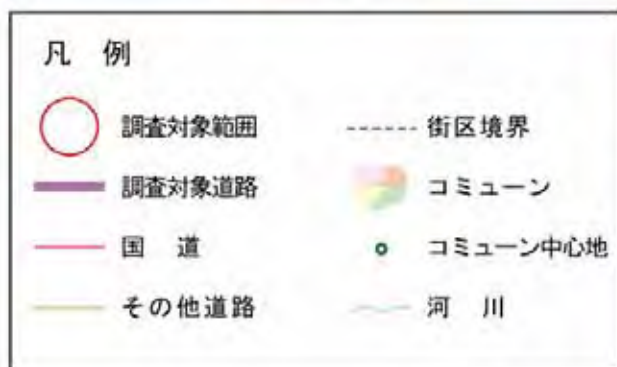 凡 例
調査対象範囲
調査対象道路
国 道
その他道路
街区境界
コミューン
コミューン中心地
河 川